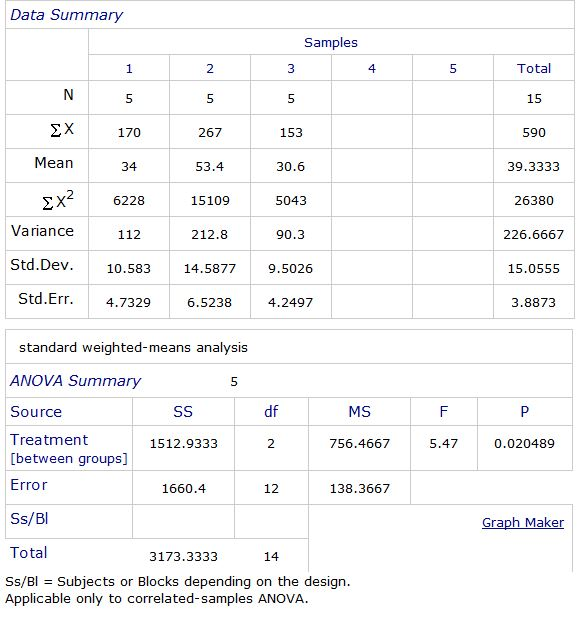 Data Summary
Samples
1 2 3 4 5 Total
N 5 5 5 15
∑X 170 267 153 590
Mean 34 53.4 30.6 39.3333
∑X² 6228 15109 5043 26380
Variance 112 212.8 90.3 226.6667
Std.Dev. 10.583 14.5877 9.5026 15.0555
Std.Err. 4.7329 6.5238 4.2497 3.8873
standard weighted-means analysis
ANOVA Summary 5
Source SS df MS F P
Treatment 1512.9333 2 756.4667 5.47 0.020489
[between groups]
Error 1660.4 12 138.3667
Ss/Bl
Graph Maker
Total 3173.3333 14
Ss/Bl = Subjects or Blocks depending on the design.
Applicable only to correlated-samples ANOVA.